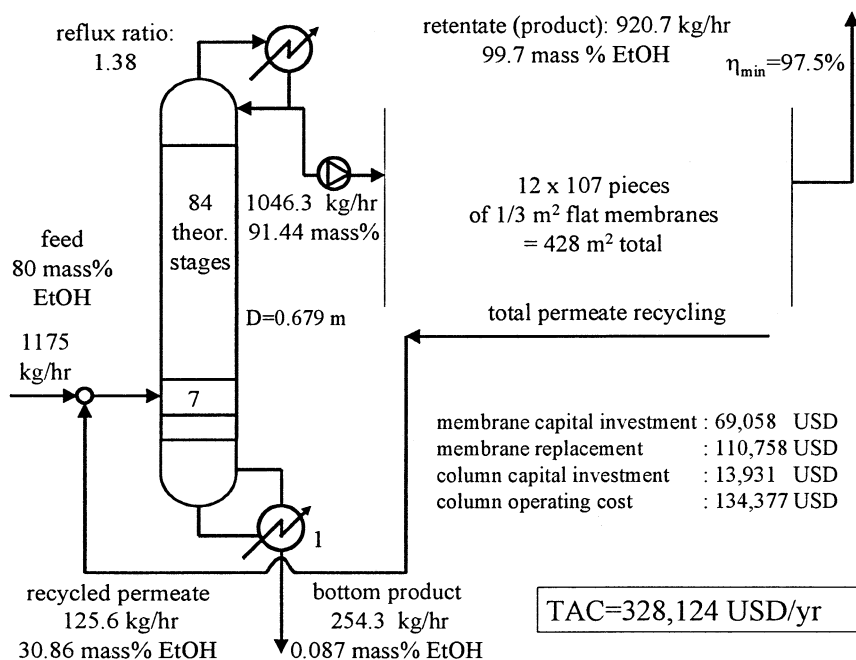 reflux ratio:
1.38
retentate (product): 920.7 kg/hr
99.7 mass % EtOH
ηmin=97.5%
84
theor.
stages
1046.3 kg/hr
91.44 mass%
12 x 107 pieces
of 1/3 m² flat membranes
= 428 m² total
feed
80 mass%
EtOH
D=0.679 m
total permeate recycling
1175
kg/hr
7
membrane capital investment : 69,058 USD
membrane replacement : 110,758 USD
column capital investment : 13,931 USD
column operating cost : 134,377 USD
1
recycled permeate
125.6 kg/hr
30.86 mass% EtOH
bottom product
254.3 kg/hr
0.087 mass% EtOH
TAC=328,124 USD/yr